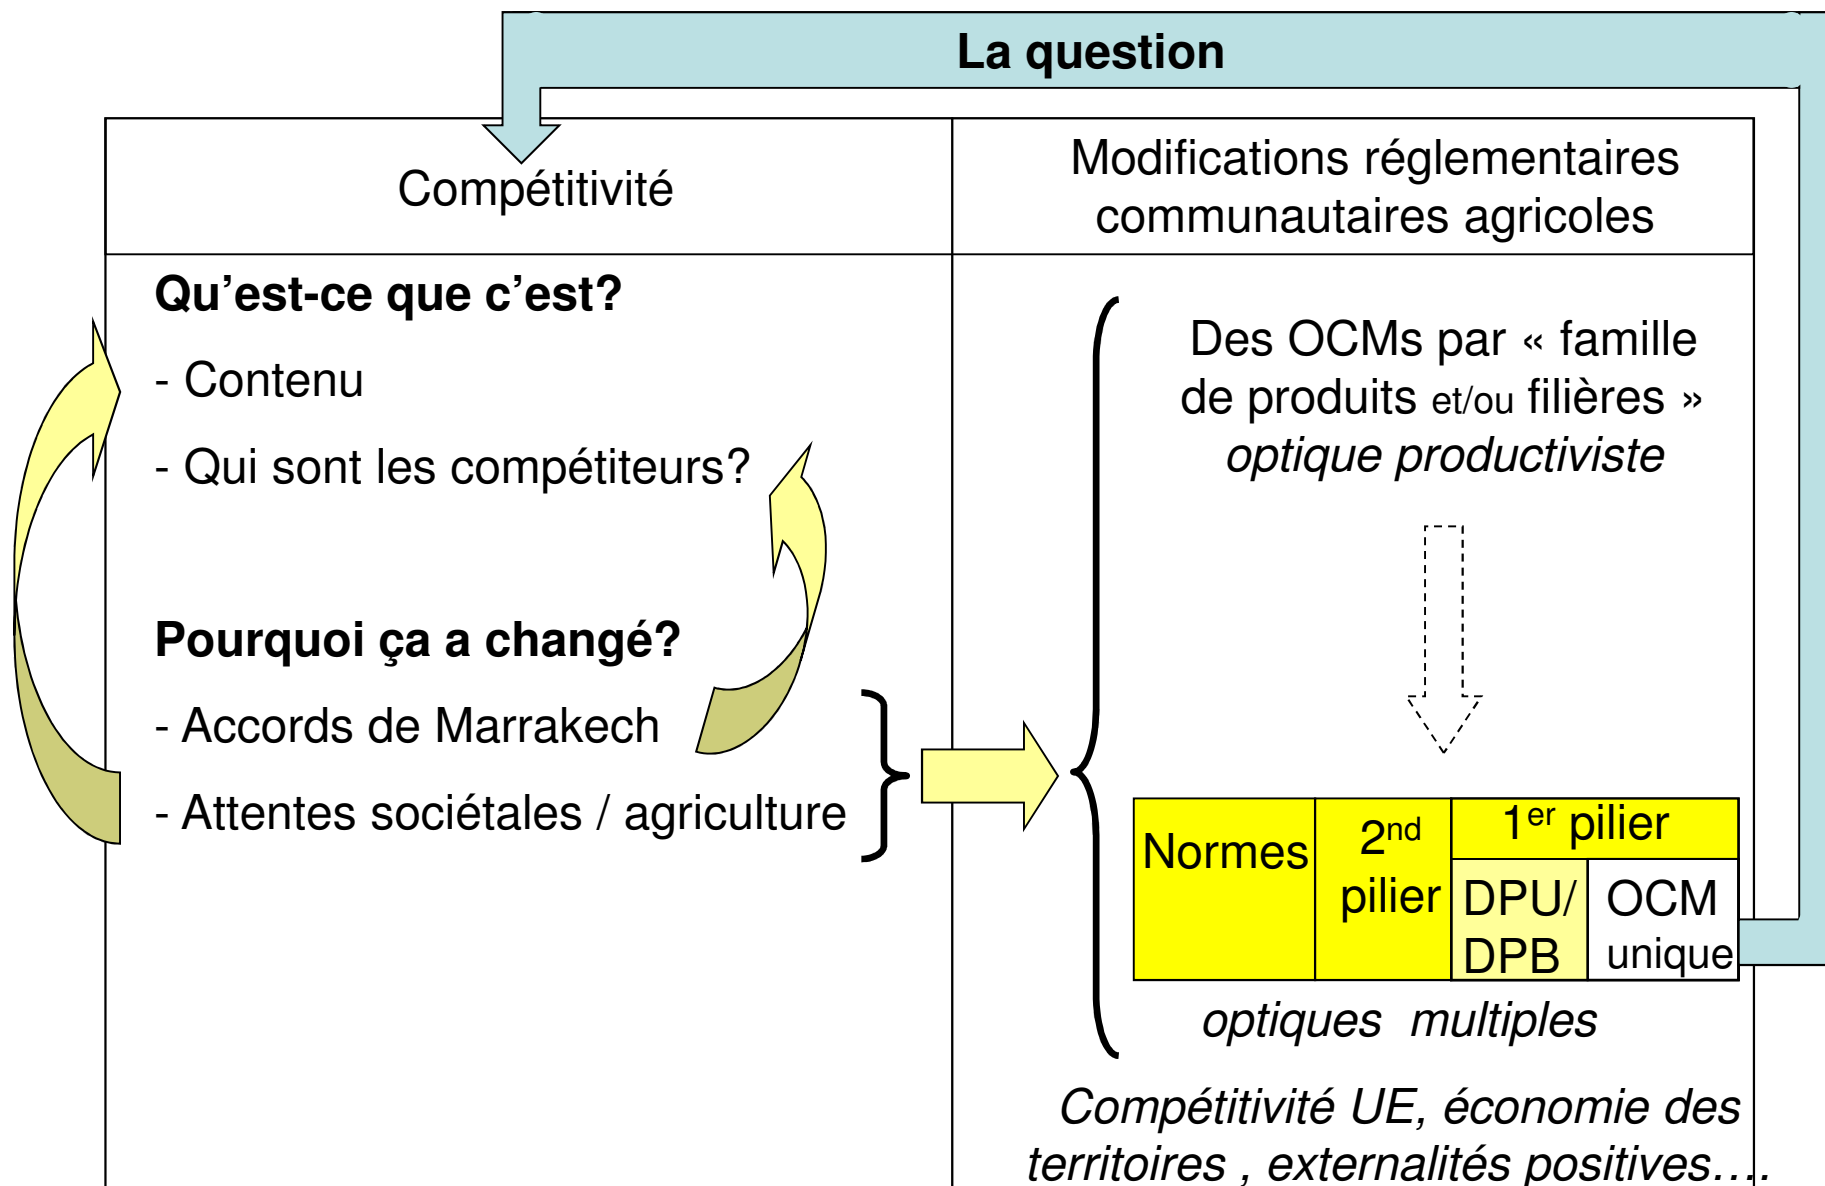 La question
Compétitivité
Modifications réglementaires
communautaires agricoles
Qu’est-ce que c’est?
- Contenu
- Qui sont les compétiteurs?
Pourquoi ça a changé?
- Accords de Marrakech
- Attentes sociétales / agriculture
Des OCMs par « famille
de produits et/ou filières »
optique productiviste
Normes
2nd
pilier
1er pilier
DPU/
DPB
OCM
unique
optiques multiples
Compétitivité UE, économie des
territoires , externalités positives….